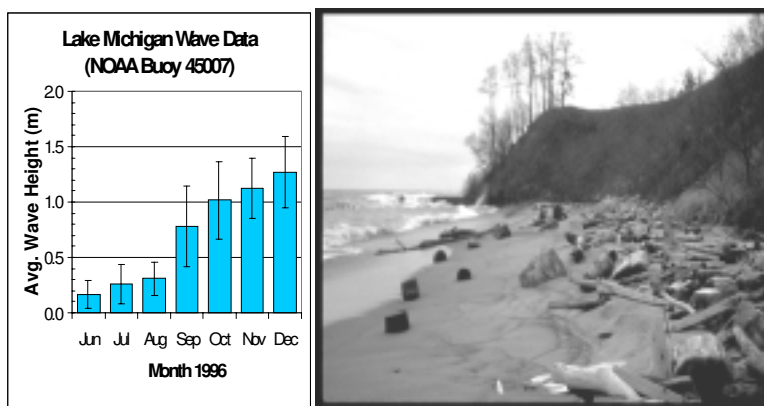 Lake Michigan Wave Data
(NOAA Buoy 45007)
Avg. Wave Height (m)
2.0
1.5
1.0
0.5
0.0
Jun Jul Aug Sep Oct Nov Dec
Month 1996